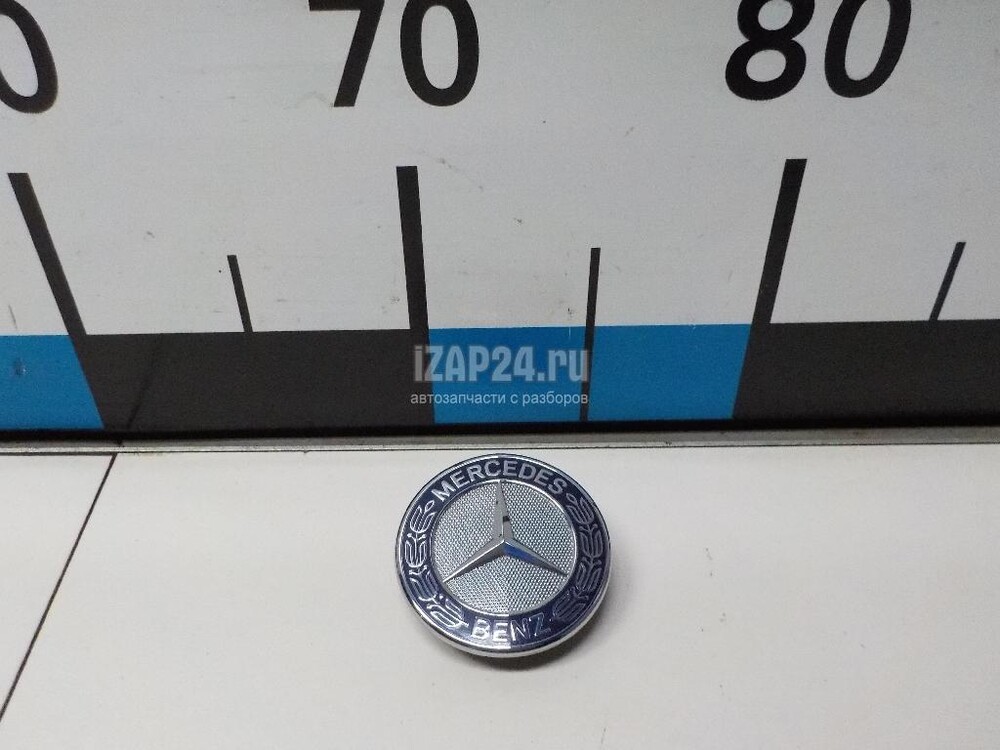 70
80
iZAP24.ru
автозапчасти с разборов
MERCEDES
BENZ